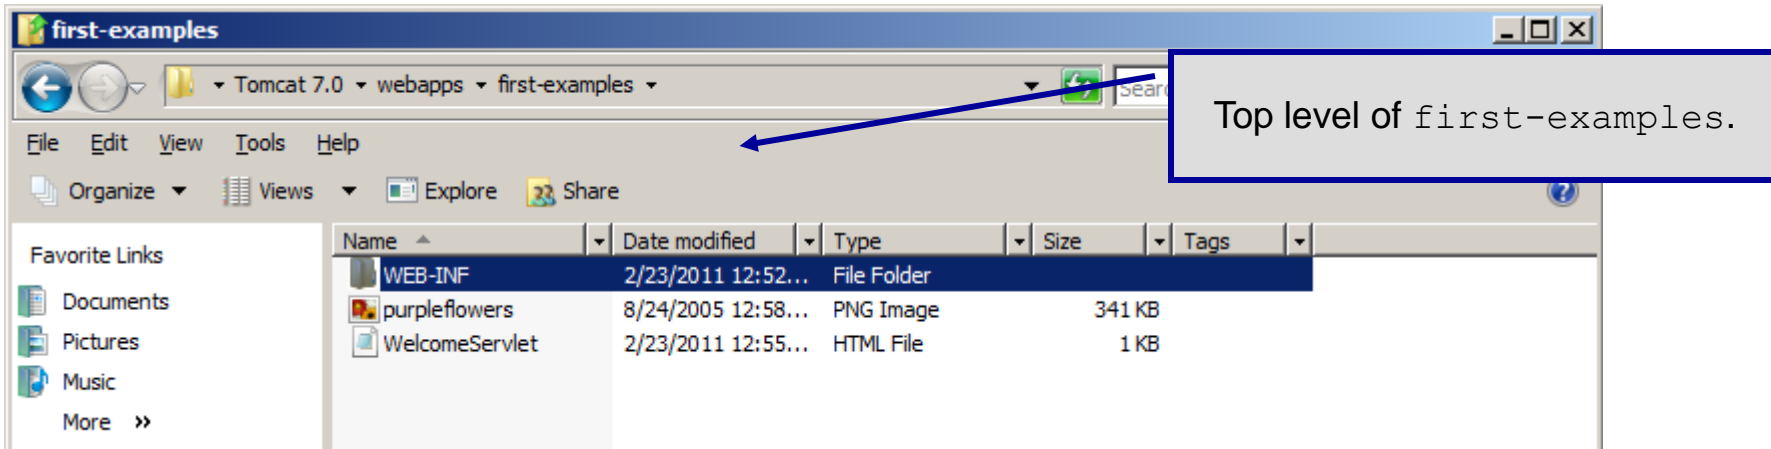 first-examples
Tomcat 7.0 webapps first-examples
Top level of first-examples.
File Edit View Tools Help
Organize Views Explore Share
Favorite Links
Documents
Pictures
Music
More »
Name Date modified Type Size Tags
WEB-INF 2/23/2011 12:52... File Folder
purpleflowers 8/24/2005 12:58... PNG Image 341 KB
WelcomeServlet 2/23/2011 12:55... HTML File 1 KB